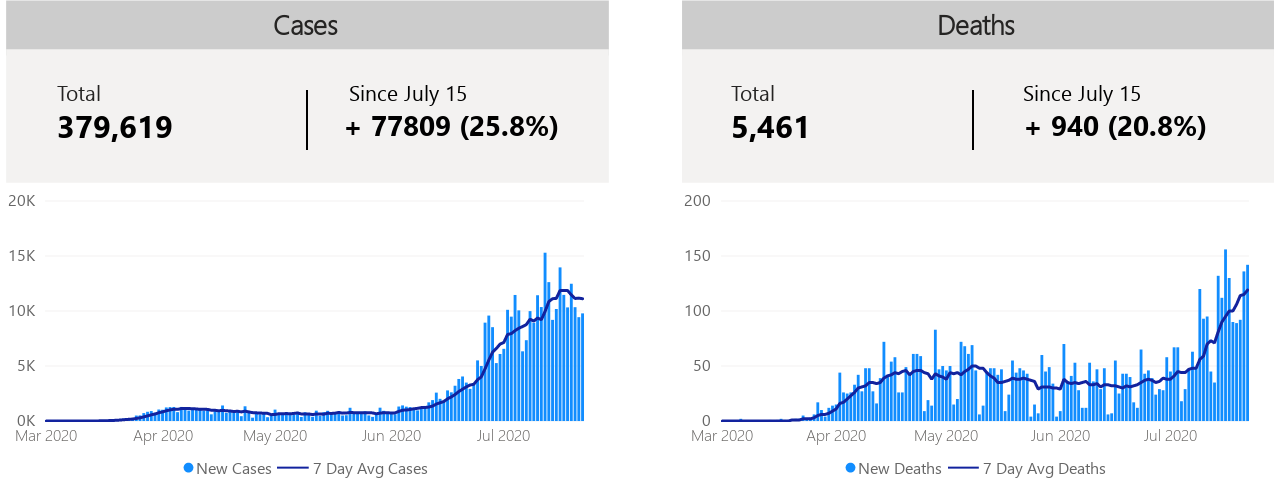 Cases
Total
379,619
Since July 15
+ 77809 (25.8%)
20K
15K
10K
5K
0K
Mar 2020
Apr 2020
May 2020
Jun 2020
Jul 2020
New Cases
7 Day Avg Cases
Deaths
Total
5,461
Since July 15
+ 940 (20.8%)
200
150
100
50
0
Mar 2020
Apr 2020
May 2020
Jun 2020
Jul 2020
New Deaths
7 Day Avg Deaths